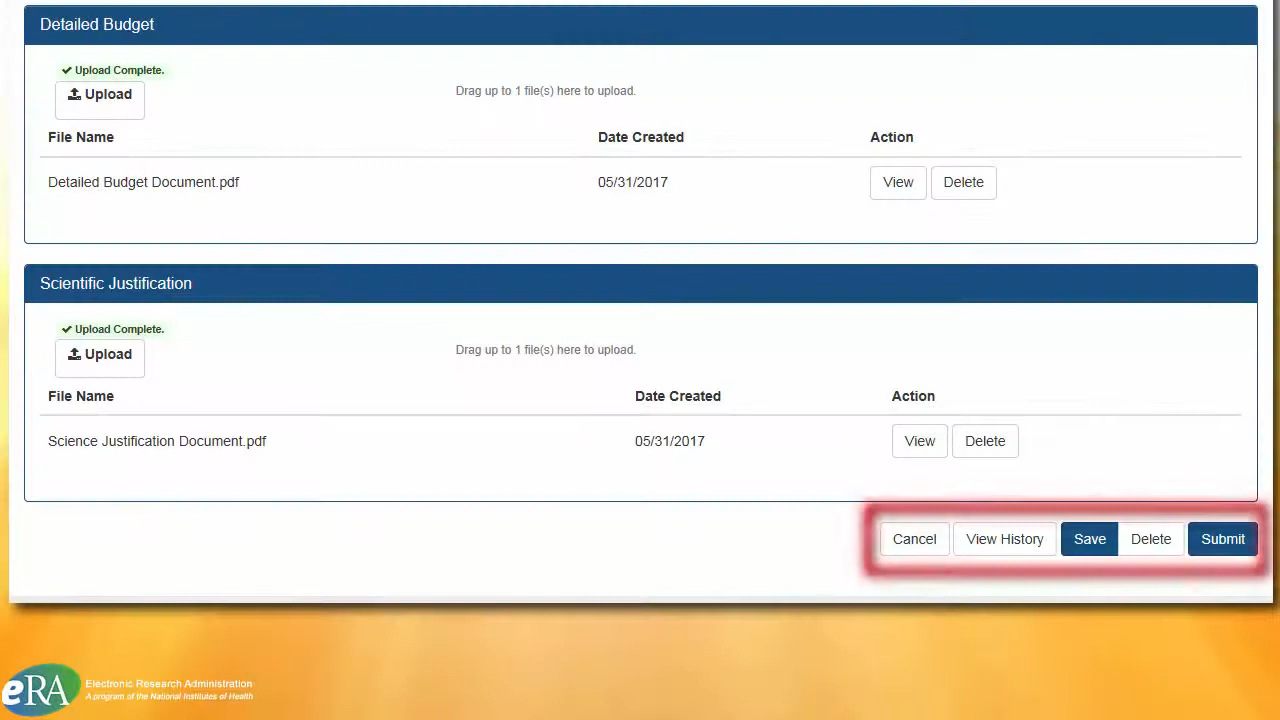 Detailed Budget
Upload Complete.
Upload
Drag up to 1 file(s) here to upload.
File Name Date Created Action
Detailed Budget Document.pdf 05/31/2017 View Delete
Scientific Justification
Upload Complete.
Upload
Drag up to 1 file(s) here to upload.
File Name Date Created Action
Science Justification Document.pdf 05/31/2017 View Delete
Cancel View History Save Delete Submit
eRA
Electronic Research Administration
A program of the National Institutes of Health